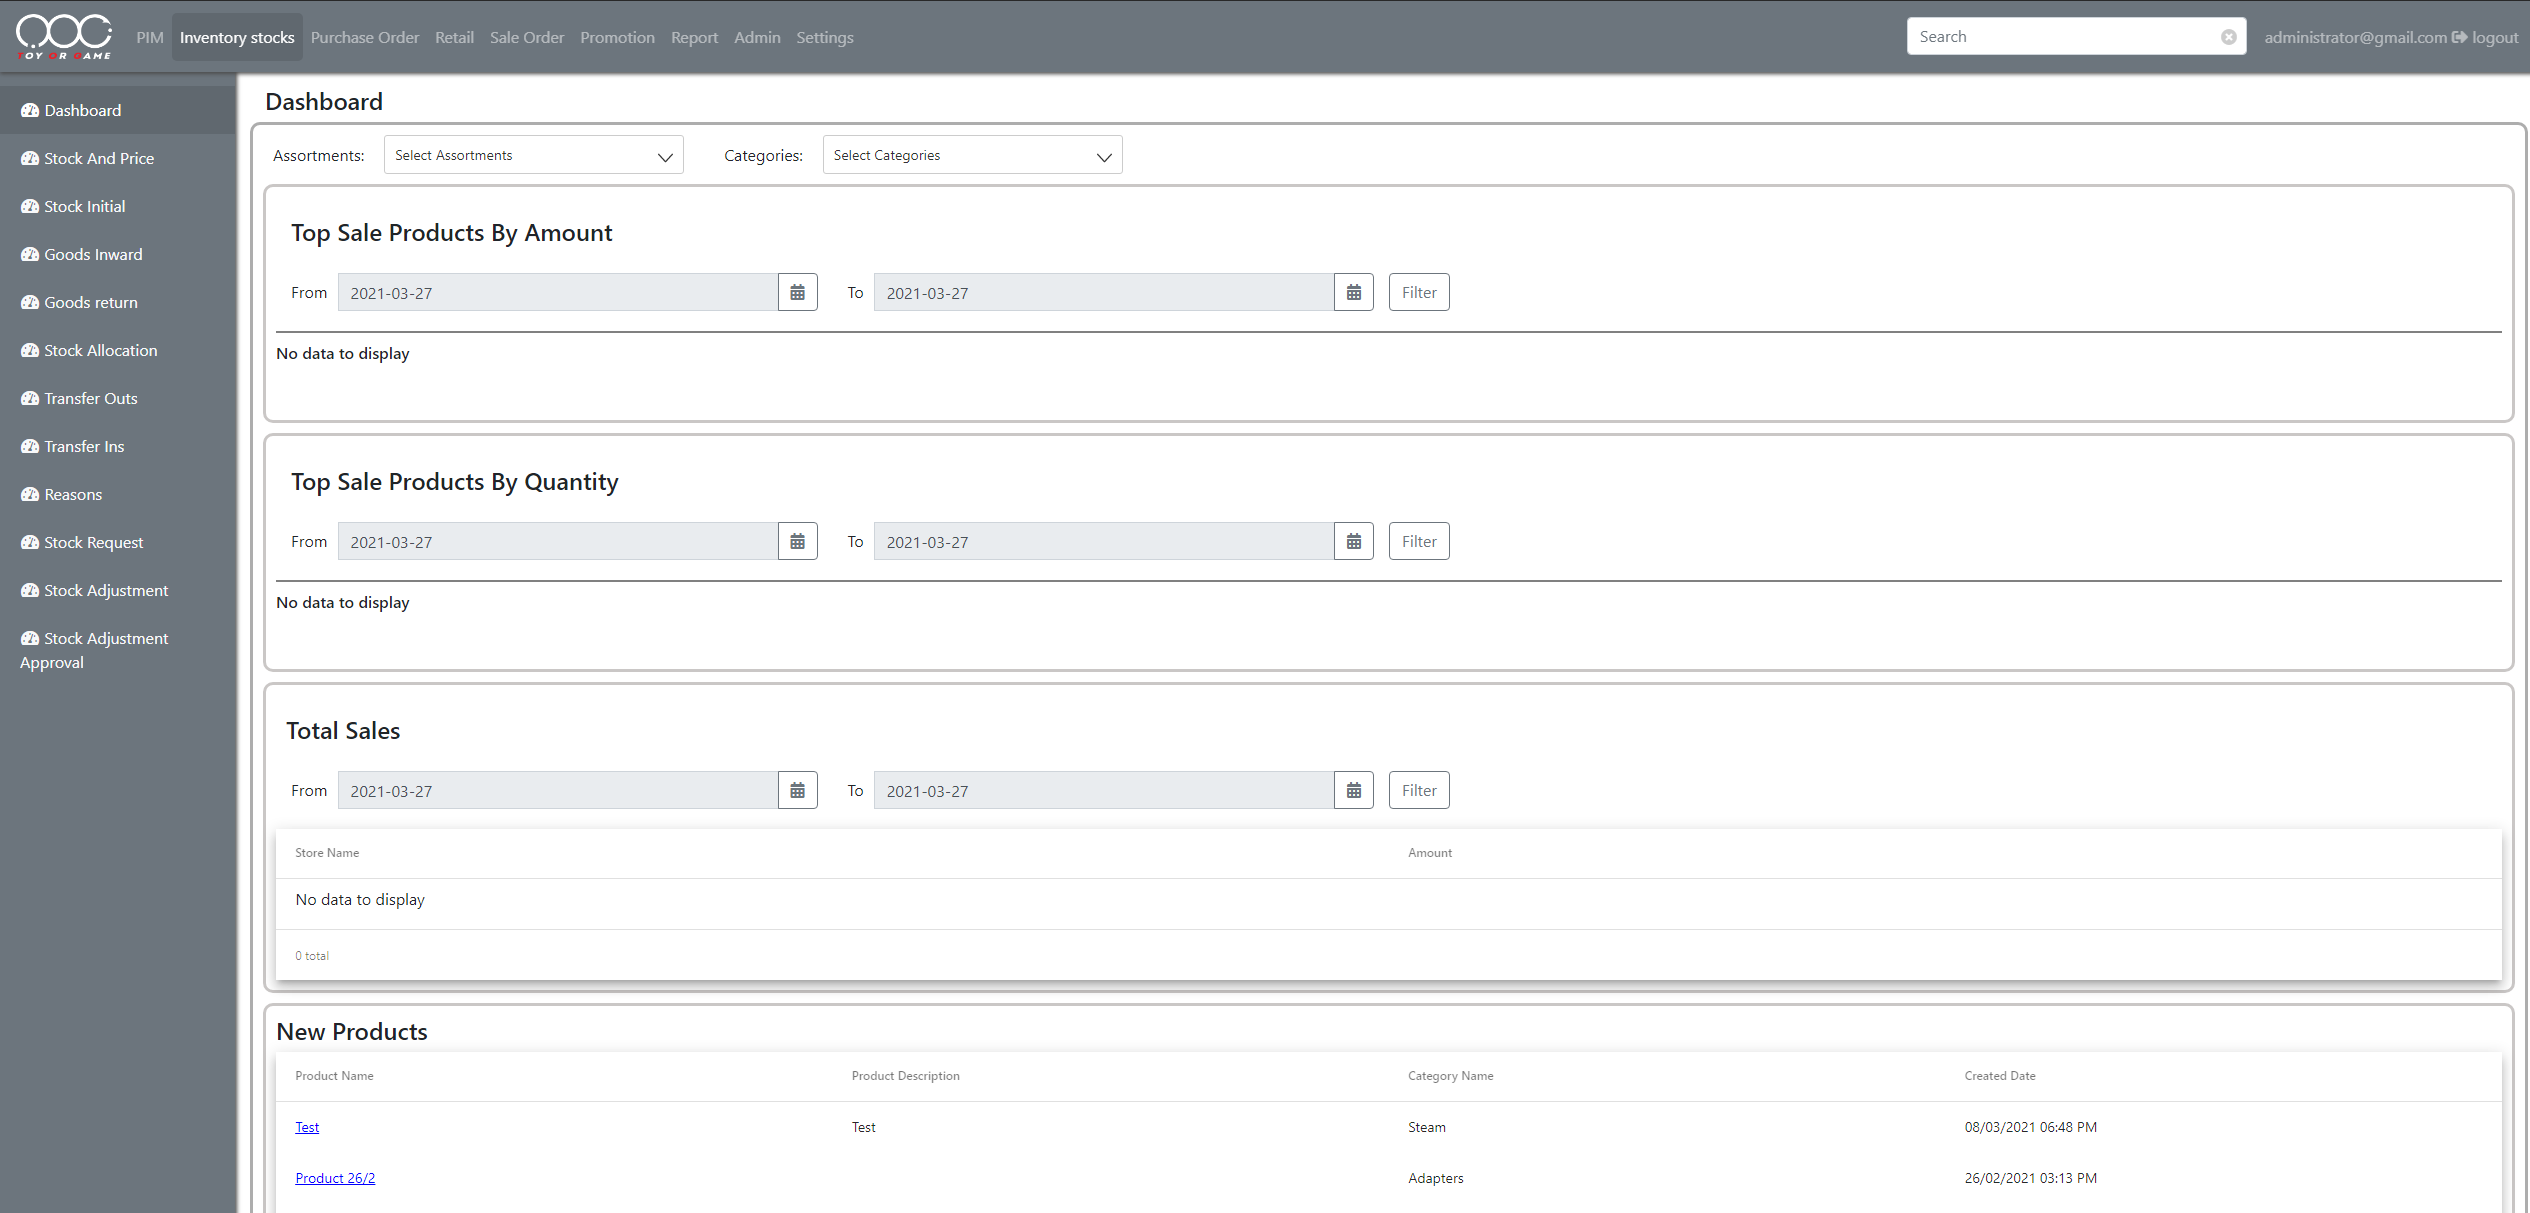 TOY OR GAME
PIM Inventory stocks Purchase Order Retail Sale Order Promotion Report Admin Settings Search administrator@gmail.com logout
Dashboard
Stock And Price
Stock Initial
Goods Inward
Goods return
Stock Allocation
Transfer Outs
Transfer Ins
Reasons
Stock Request
Stock Adjustment
Stock Adjustment
Approval
Dashboard
Assortments: Select Assortments Categories: Select Categories
Top Sale Products By Amount
From 2021-03-27 To 2021-03-27 Filter
No data to display
Top Sale Products By Quantity
From 2021-03-27 To 2021-03-27 Filter
No data to display
Total Sales
From 2021-03-27 To 2021-03-27 Filter
Store Name Amount
No data to display
0 total
New Products
Product Name Product Description Category Name Created Date
Test Test Steam 08/03/2021 06:48 PM
Product 26/2 Adapters 26/02/2021 03:13 PM